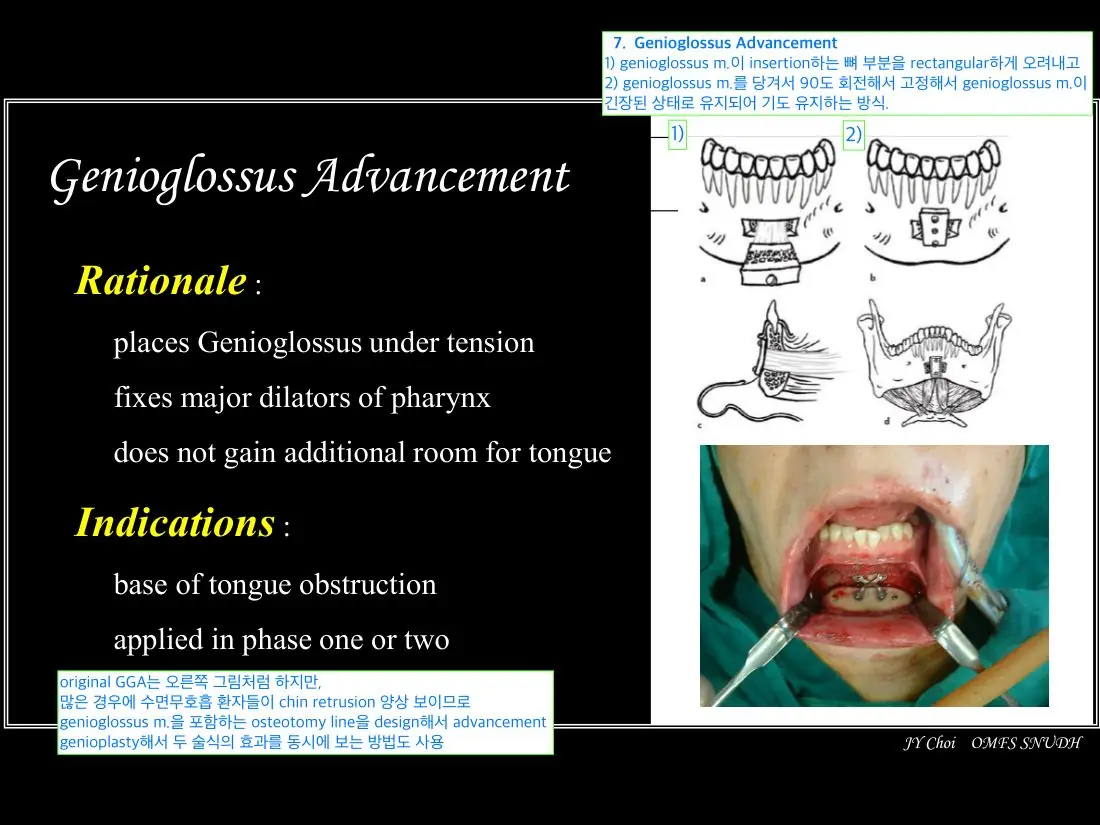 7. Genioglossus Advancement
1) genioglossus m.이 insertion하는 뼈 부분을 rectangular하게 오려내고
2) genioglossus m.를 당겨서 90도 회전해서 고정해서 genioglossus m.이
긴장된 상태로 유지되어 기도 유지하는 방식.
1)
2)
Genioglossus Advancement
Rationale :
places Genioglossus under tension
fixes major dilators of pharynx
does not gain additional room for tongue
Indications :
base of tongue obstruction
applied in phase one or two
a
b
c
d
original GGA는 오른쪽 그림처럼 하지만,
많은 경우에 수면무호흡 환자들이 chin retrusion 양상 보이므로
genioglossus m.을 포함하는 osteotomy line을 design해서 advancement
genioplasty해서 두 술식의 효과를 동시에 보는 방법도 사용
JY Choi OMFS SNUDH